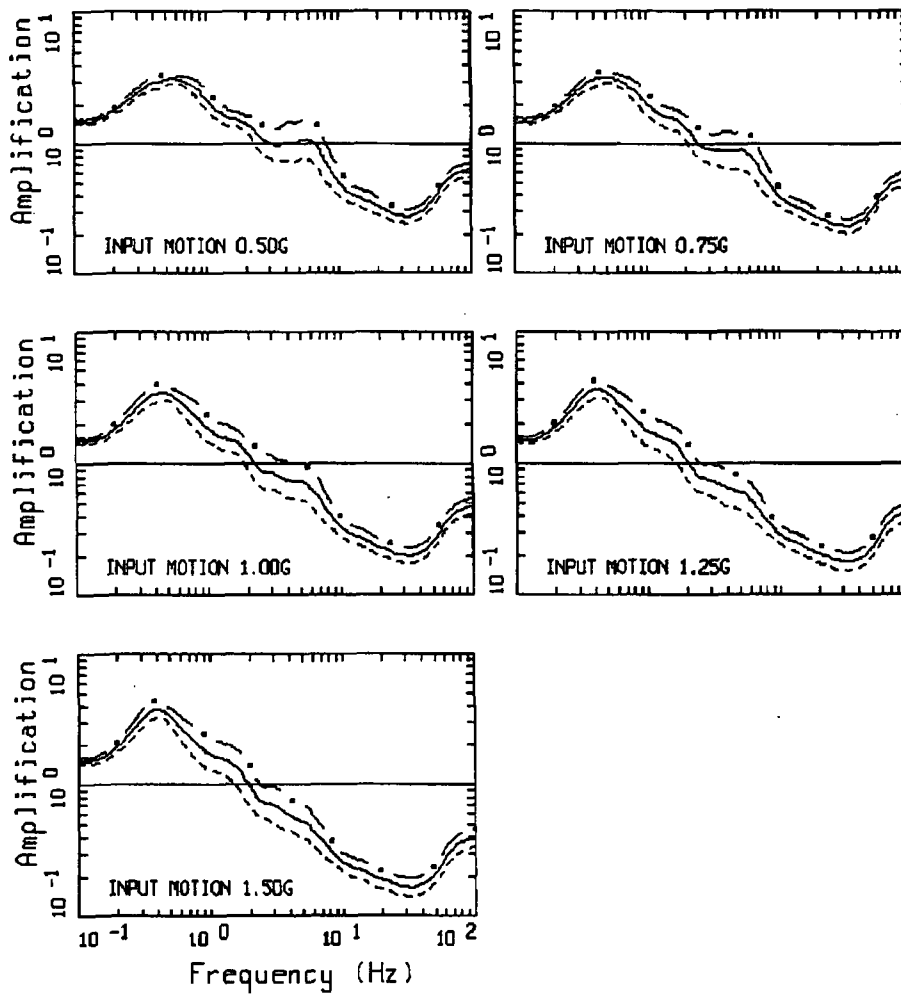 Amplification
10^1
10^0
10^-1
INPUT MOTION 0.50G
10^1
10^0
10^-1
INPUT MOTION 0.75G
Amplification
10^1
10^0
10^-1
INPUT MOTION 1.00G
10^1
10^0
10^-1
INPUT MOTION 1.25G
Amplification
10^1
10^0
10^-1
INPUT MOTION 1.50G
10^-1
10^0
10^1
10^2
Frequency (Hz)